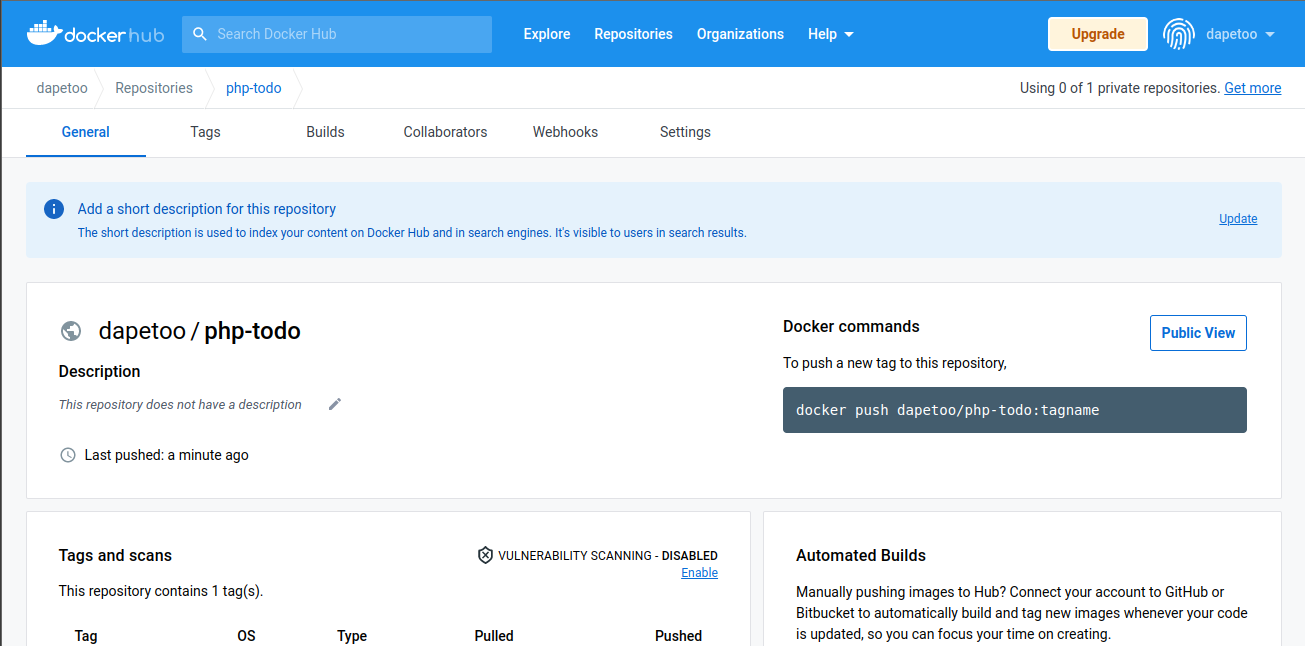 docker hub
Search Docker Hub
Explore
Repositories
Organizations
Help
Upgrade
dapetoo
dapetoo
Repositories
php-todo
Using 0 of 1 private repositories. Get more
General
Tags
Builds
Collaborators
Webhooks
Settings
Add a short description for this repository
The short description is used to index your content on Docker Hub and in search engines. It's visible to users in search results.
Update
dapetoo / php-todo
Description
This repository does not have a description
Last pushed: a minute ago
Docker commands
Public View
To push a new tag to this repository,
docker push dapetoo/php-todo:tagname
Tags and scans
VULNERABILITY SCANNING - DISABLED
Enable
This repository contains 1 tag(s).
Tag
OS
Type
Pulled
Pushed
Automated Builds
Manually pushing images to Hub? Connect your account to GitHub or
Bitbucket to automatically build and tag new images whenever your code
is updated, so you can focus your time on creating.